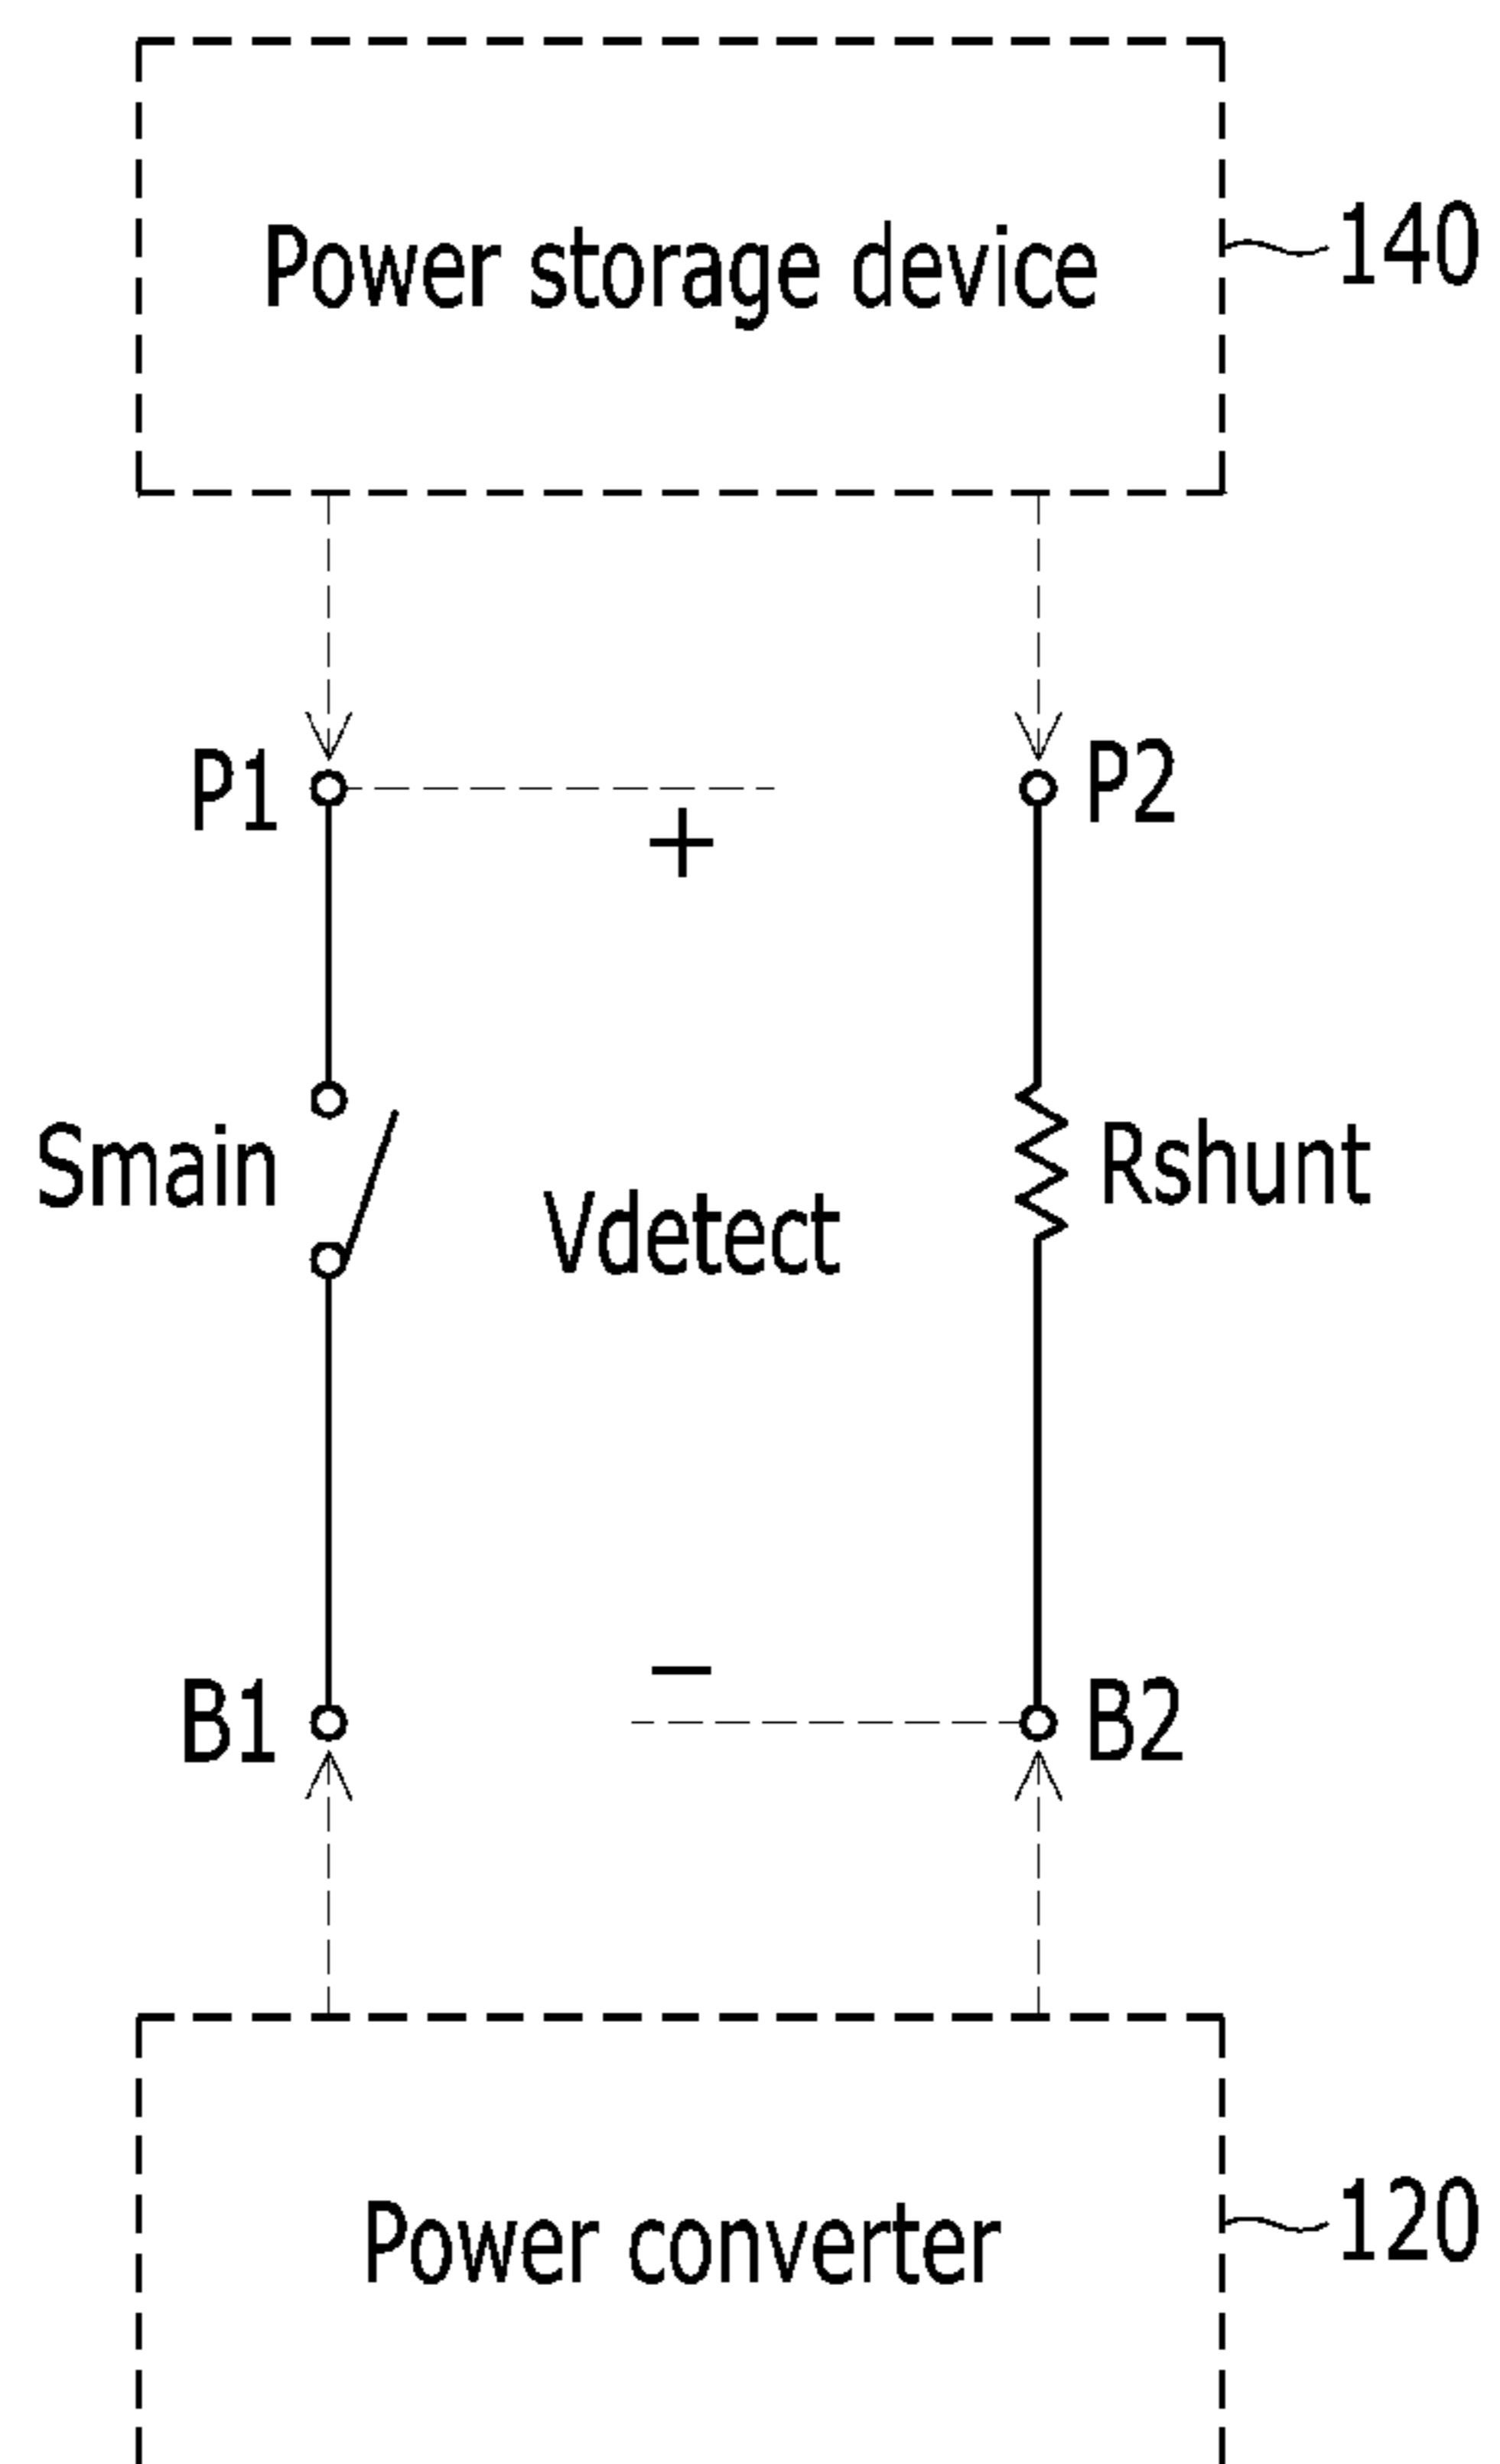 Power storage device
140
P1
P2
+
Smain
Rshunt
Vdetect
−
B1
B2
Power converter
120